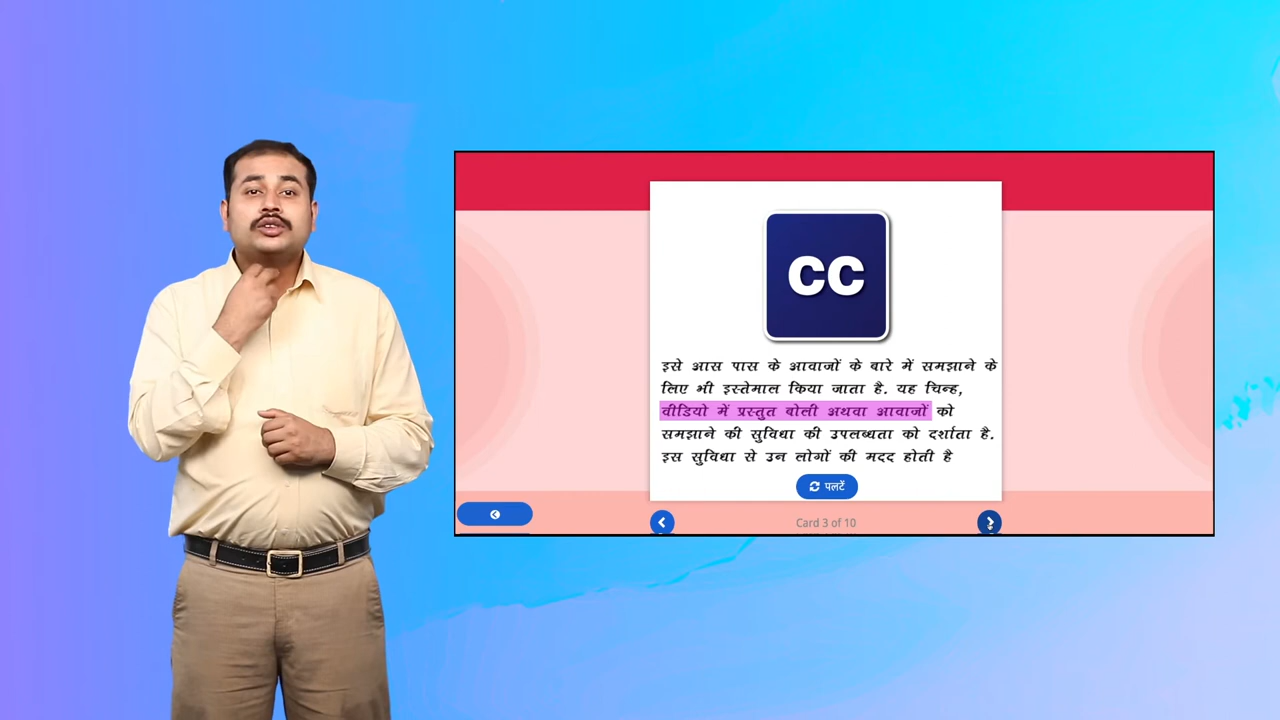 CC
इसे आस पास के आवाजों के बारे में समझाने के
लिए भी इस्तेमाल किया जाता है. यह चिन्ह,
वीडियो में प्रस्तुत बोली अथवा आवाजों को
समझाने की सुविधा की उपलब्धता को दर्शाता है.
इस सुविधा से उन लोगों की मदद होती है
पलटें
Card 3 of 10